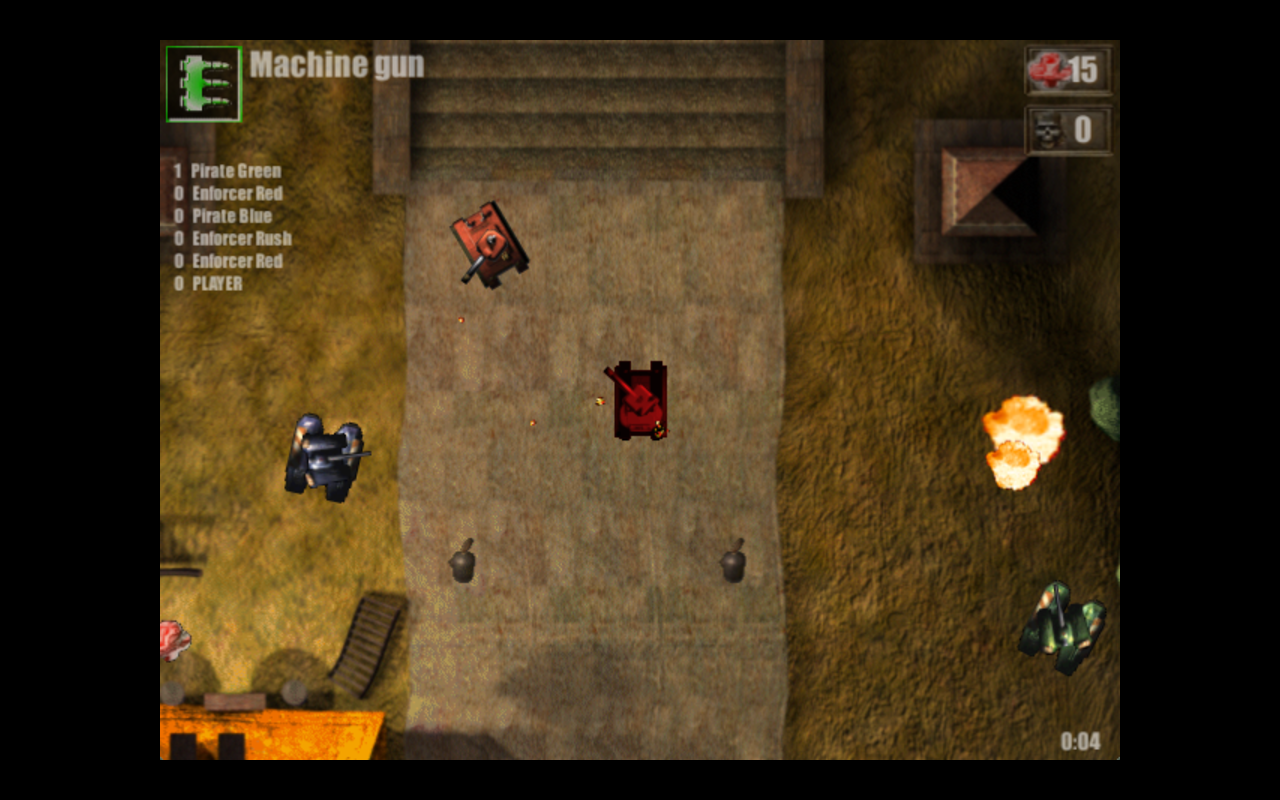 Machine gun
15
0
1 Pirate Green
0 Enforcer Red
0 Pirate Blue
0 Enforcer Rush
0 Enforcer Red
0 PLAYER
0:04